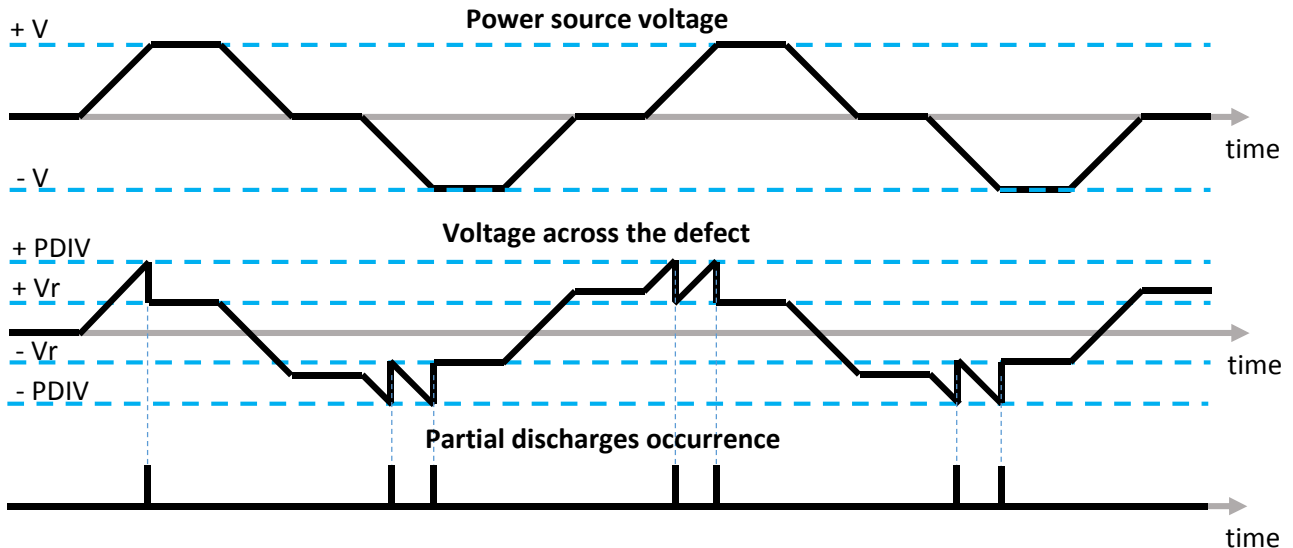 Power source voltage
+ V
time
- V
Voltage across the defect
+ PDIV
+ Vr
- Vr
time
- PDIV
Partial discharges occurrence
time